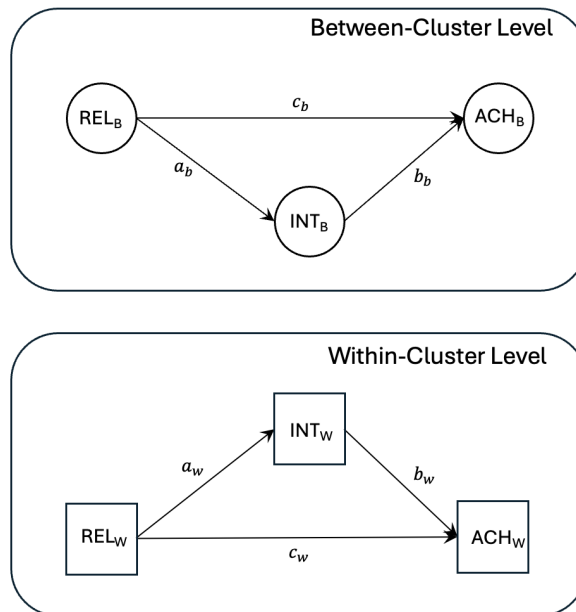 Between-Cluster Level
REL_B
c_b
ACH_B
a_b
b_b
INT_B
Within-Cluster Level
INT_W
a_w
b_w
REL_W
ACH_W
c_w